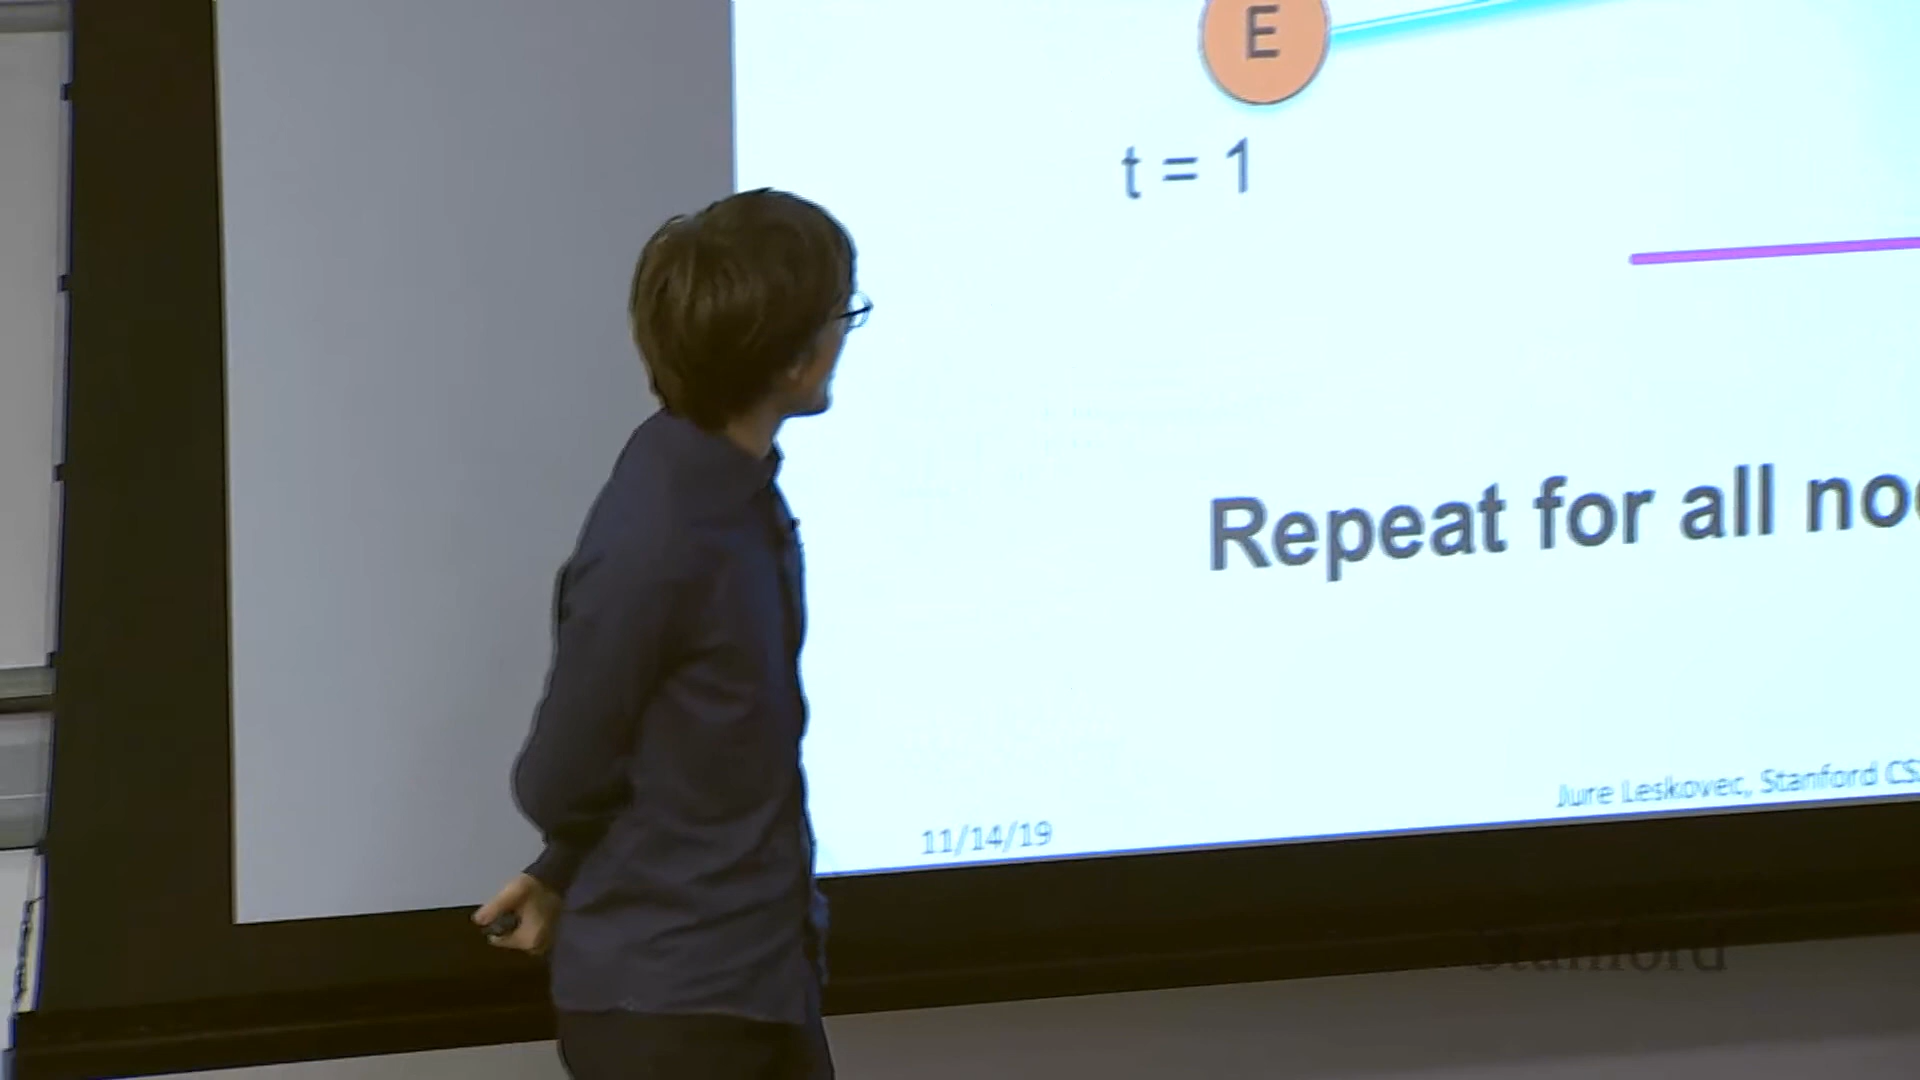 E
t = 1
Repeat for all no
Jure Leskovec, Stanford CS
11/14/19
Stanford